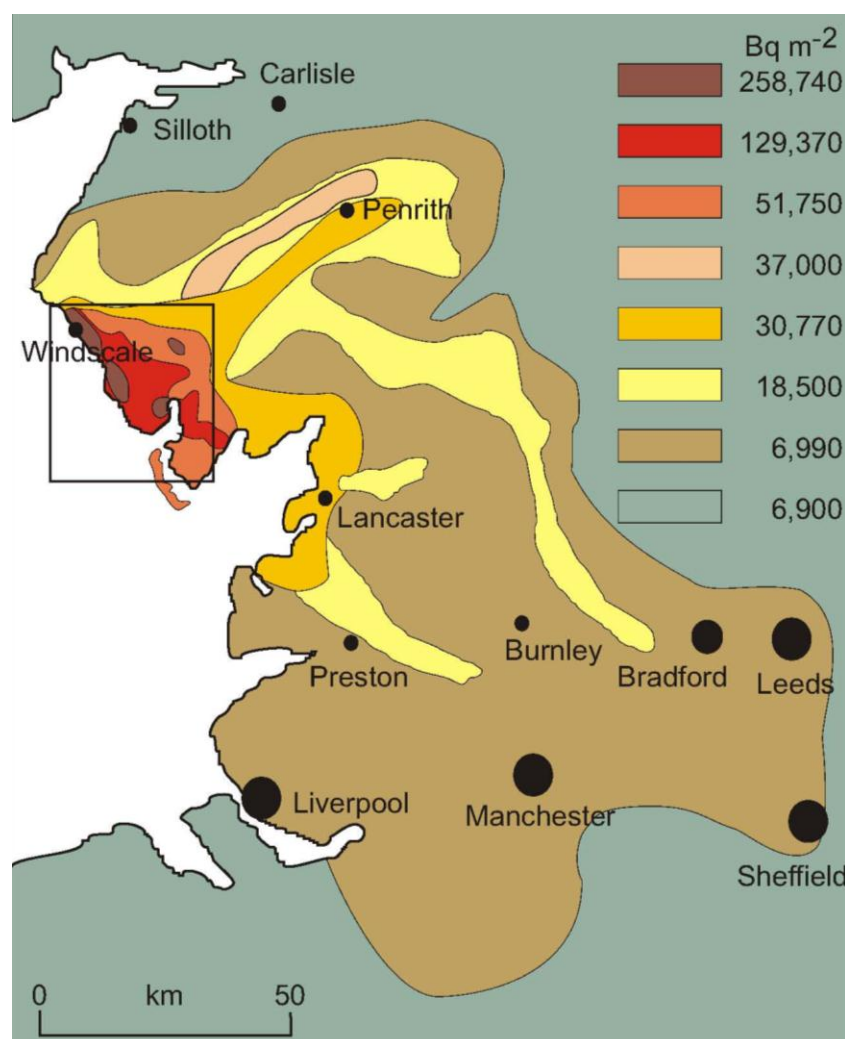 Bq m-2
258,740
129,370
51,750
37,000
30,770
18,500
6,990
6,900
Carlisle
Silloth
Penrith
Windscale
Lancaster
Preston
Burnley
Bradford
Leeds
Liverpool
Manchester
Sheffield
0 km 50